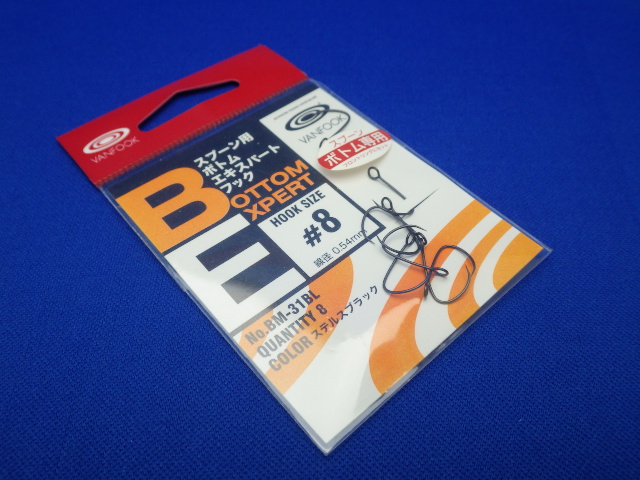 VANFOOK
VANFOOK
スプーン
ボトム専用
スプーン用
ボトム
エキスパート
フック
BOTTOM
EXPERT
HOOK SIZE
#8
線径 0.54mm
No.BM-31BL
QUANTITY 8
COLOR ステルスブラック